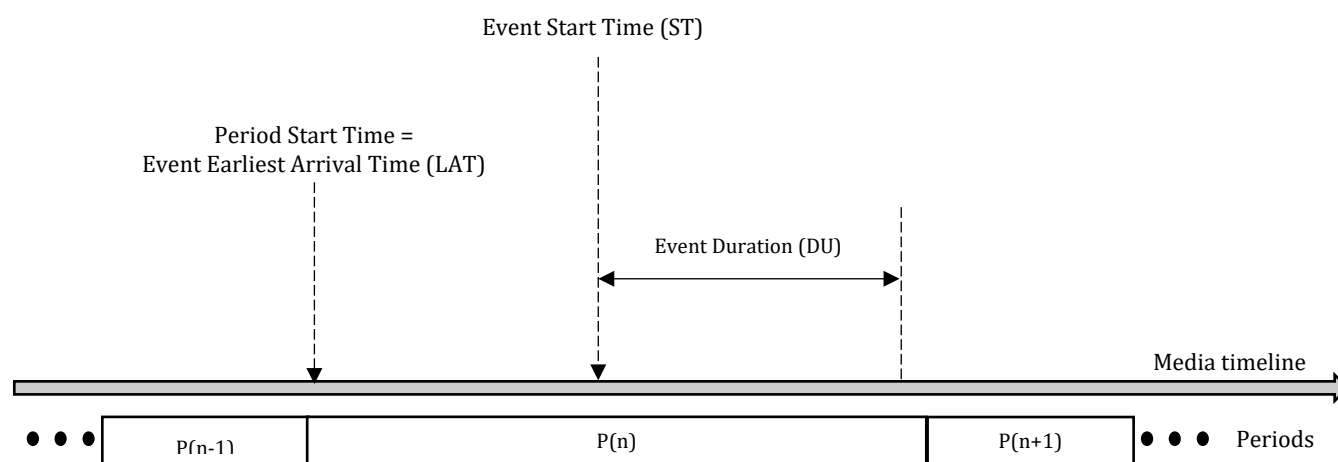 Event Start Time (ST)
Period Start Time =
Event Earliest Arrival Time (LAT)
Event Duration (DU)
Media timeline
P(n-1)
P(n)
P(n+1)
Periods